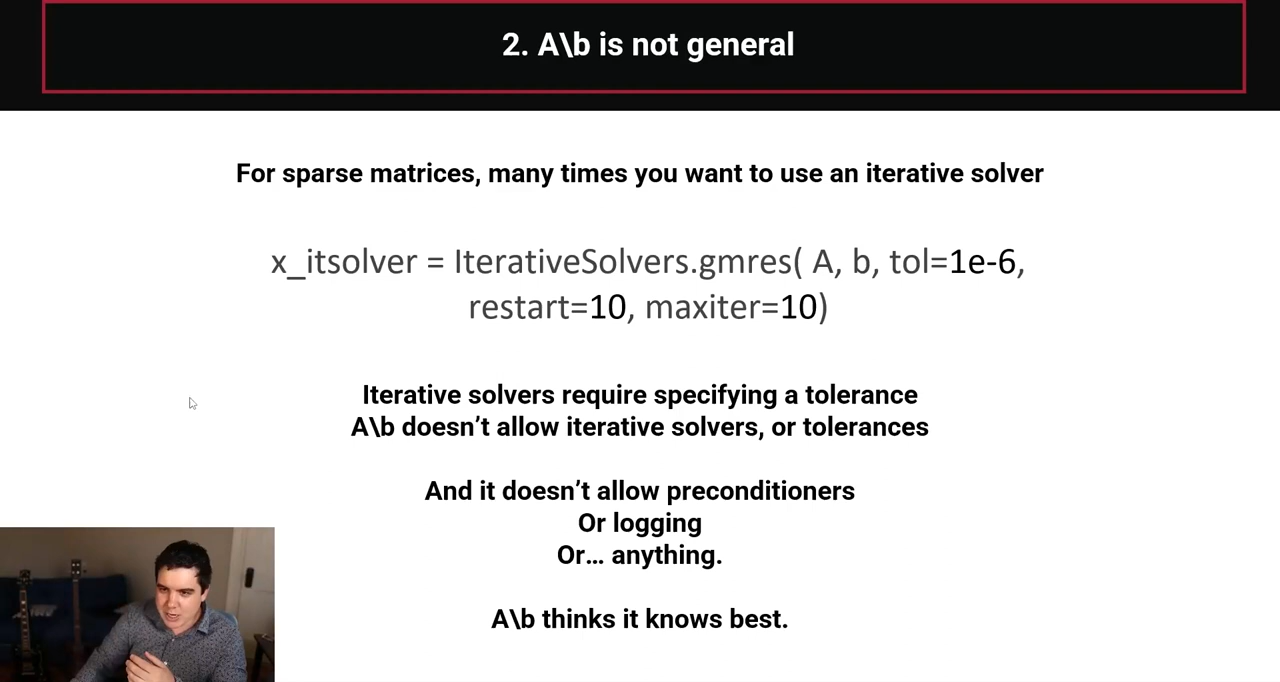 2. A\b is not general
For sparse matrices, many times you want to use an iterative solver
x_itsolver = IterativeSolvers.gmres( A, b, tol=1e-6,
restart=10, maxiter=10)
Iterative solvers require specifying a tolerance
A\b doesn’t allow iterative solvers, or tolerances
And it doesn’t allow preconditioners
Or logging
Or… anything.
A\b thinks it knows best.